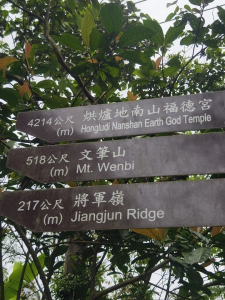 4214公尺 烘爐地南山福德宮
(m) Hongludi Nanshan Earth God Temple
518公尺 文筆山
(m) Mt. Wenbi
217公尺 將軍嶺
(m) Jiangjun Ridge